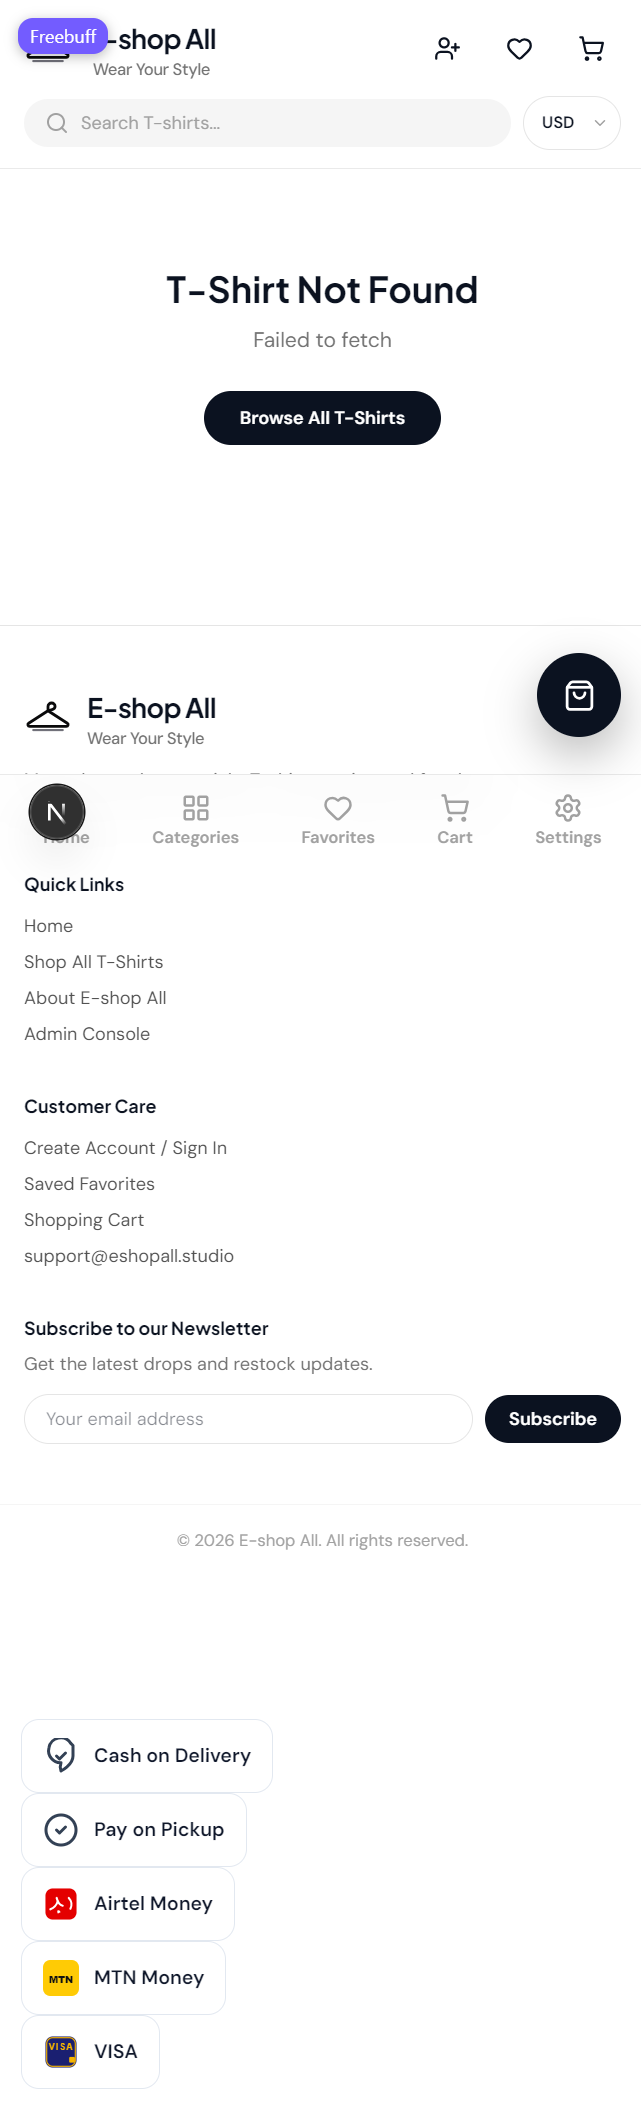 Freebuff
-shop All
Wear Your Style
Search T-shirts...
USD
T-Shirt Not Found
Failed to fetch
Browse All T-Shirts
E-shop All
Wear Your Style
N
Home
Categories
Favorites
Cart
Settings
Quick Links
Home
Shop All T-Shirts
About E-shop All
Admin Console
Customer Care
Create Account / Sign In
Saved Favorites
Shopping Cart
support@eshopall.studio
Subscribe to our Newsletter
Get the latest drops and restock updates.
Your email address
Subscribe
© 2026 E-shop All. All rights reserved.
Cash on Delivery
Pay on Pickup
Airtel Money
MTN
MTN Money
VISA
VISA